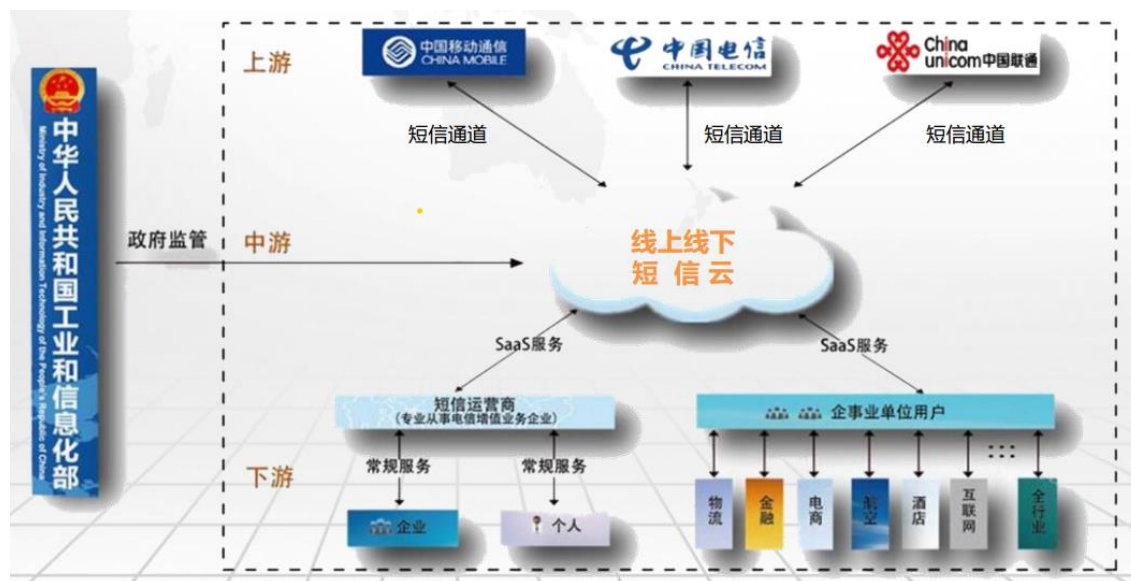 中华人民共和国工业和信息化部
Ministry of Industry and Information Technology of the People's Republic of China
政府监管
上游
中国移动通信
CHINA MOBILE
中国电信
CHINA TELECOM
China
unicom中国联通
短信通道
短信通道
短信通道
中游
线上线下
短信云
SaaS服务
SaaS服务
短信运营商
(专业从事电信增值业务企业)
企事业单位用户
下游
常规服务
常规服务
企业
个人
物流
金融
电商
航空
酒店
互联网
全行业